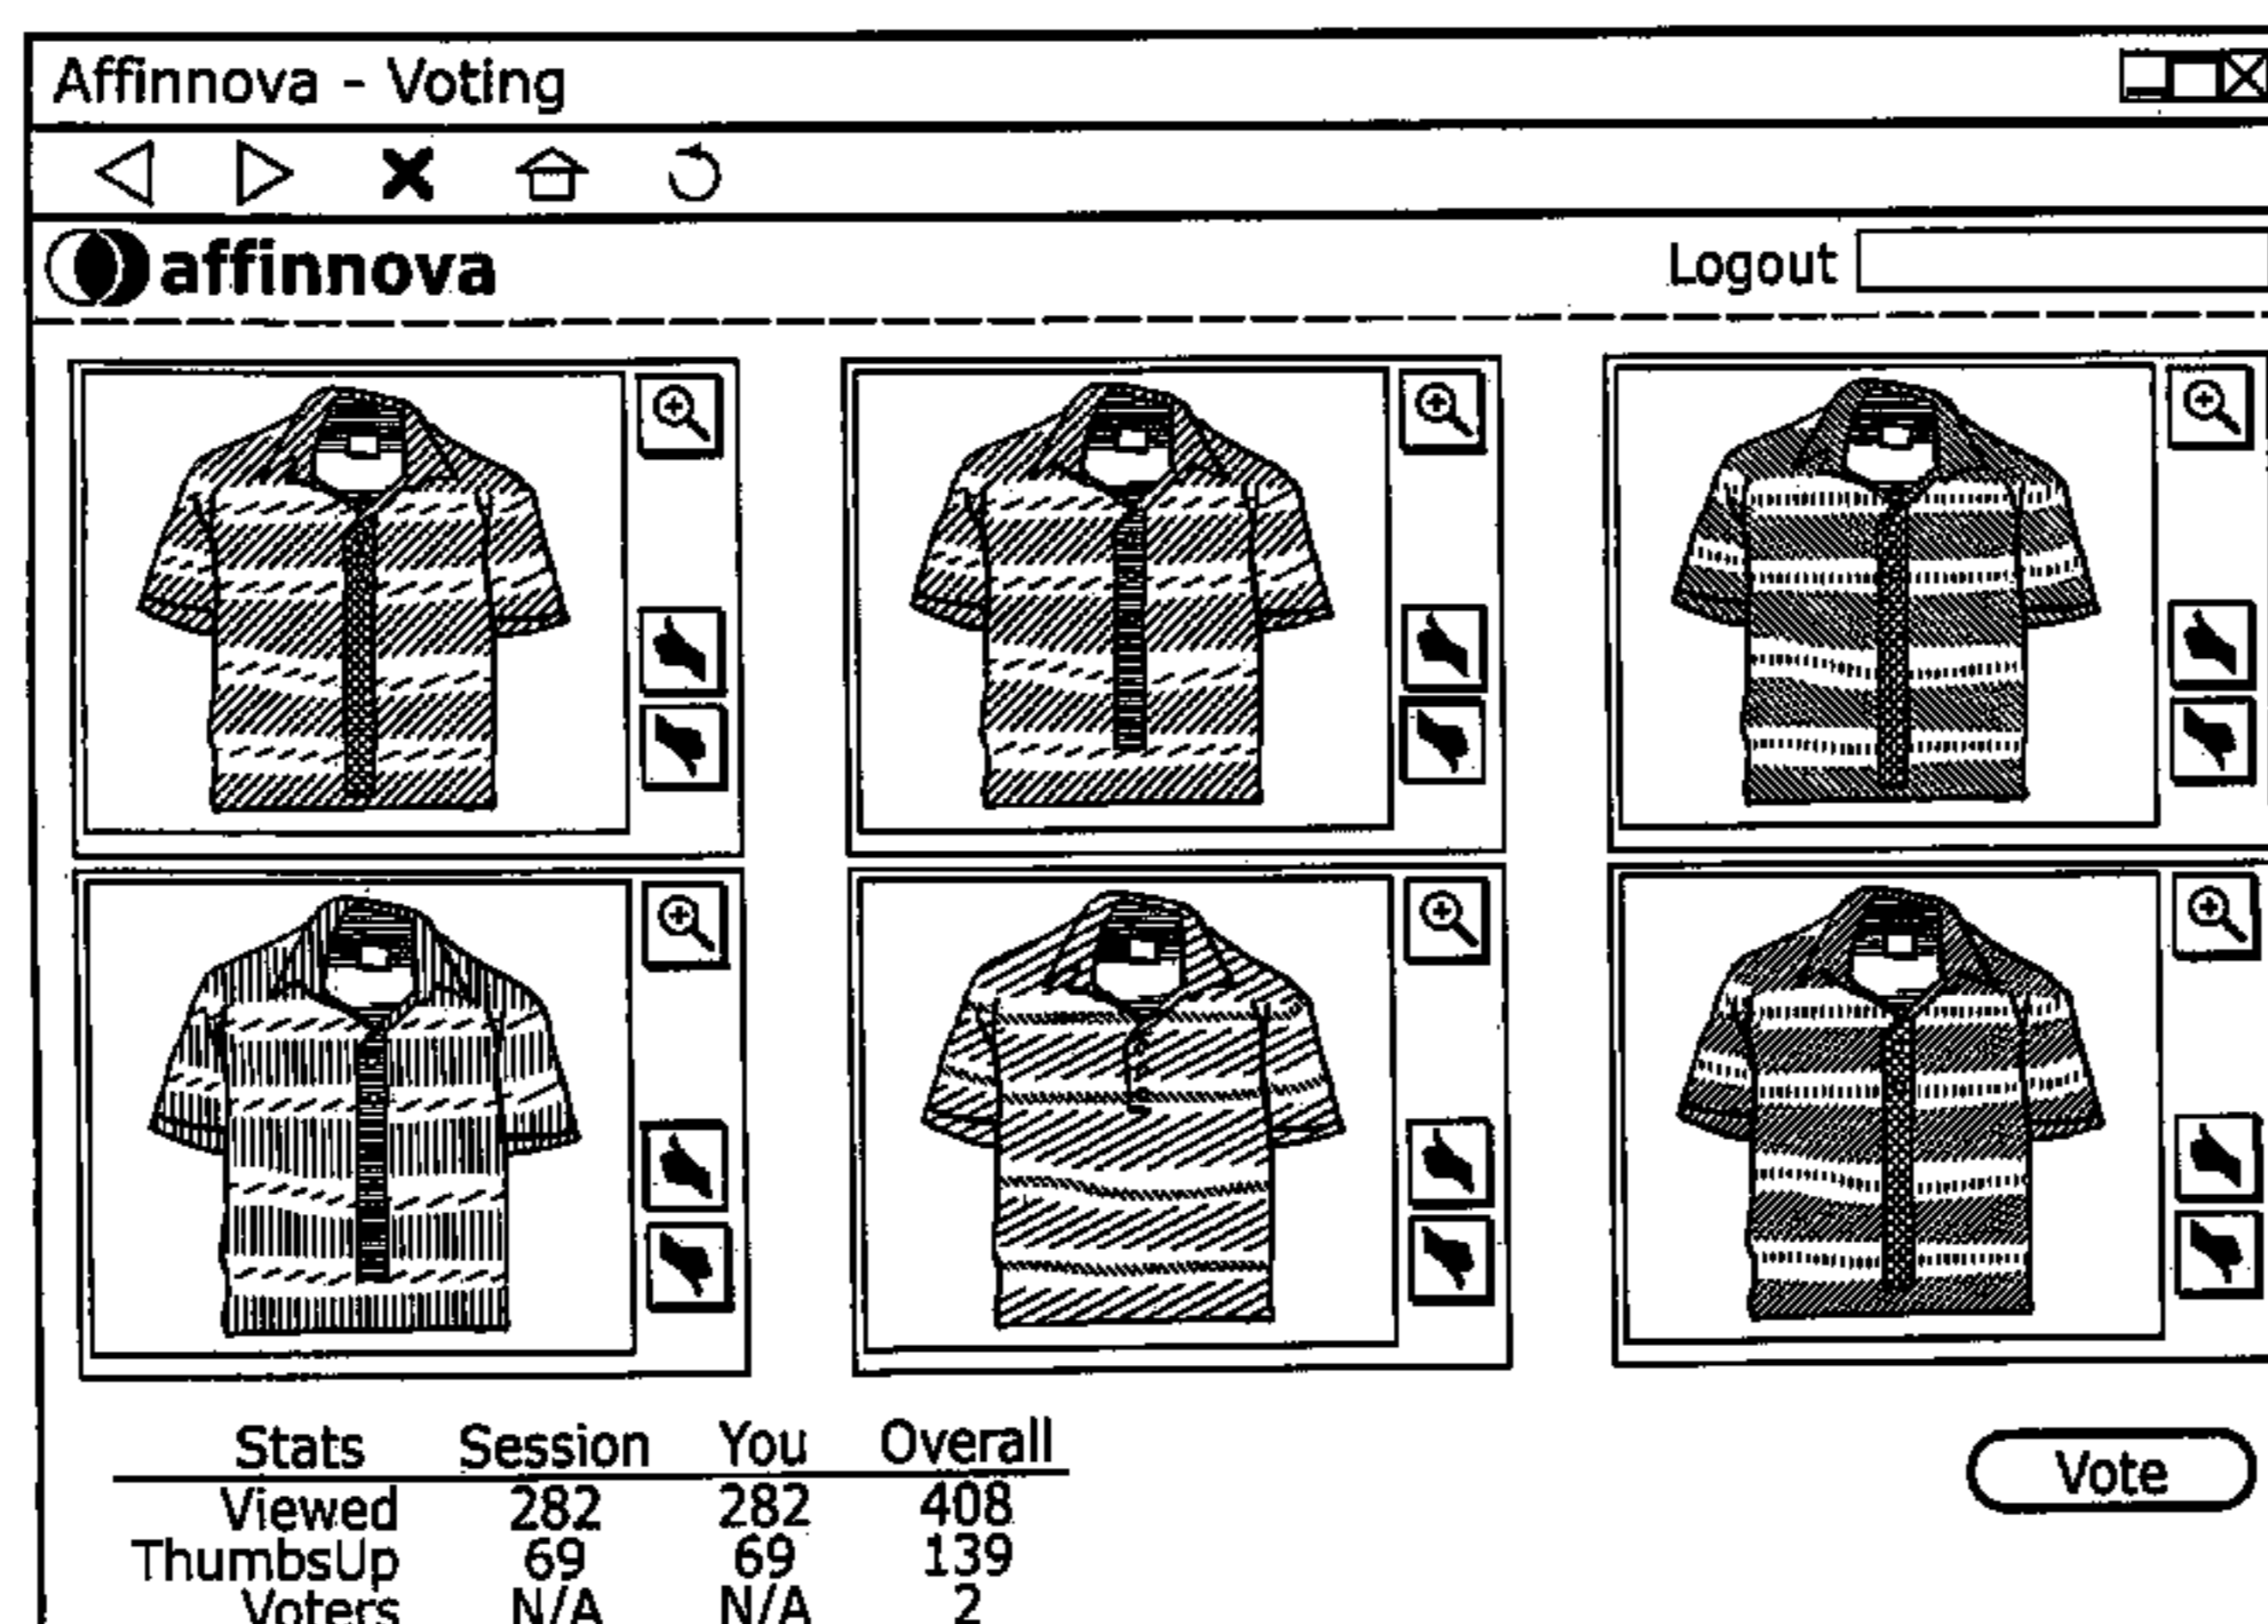 Affinnova - Voting
affinnova
Logout
Stats Session You Overall
Viewed 282 282 408
ThumbsUp 69 69 139
Voters N/A N/A 2
Vote